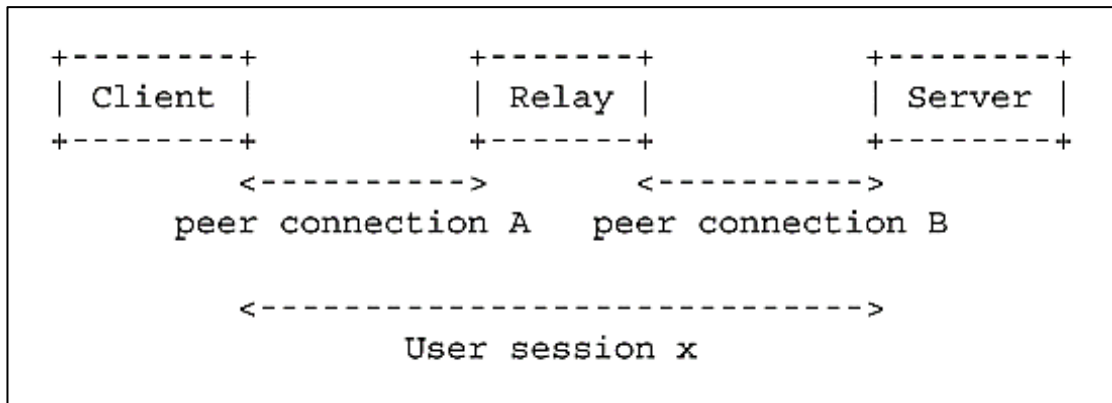 +--------+ +-------+ +--------+
| Client | | Relay | | Server |
+--------+ +-------+ +--------+
<----------> <---------->
peer connection A peer connection B
<---------------------------->
User session x